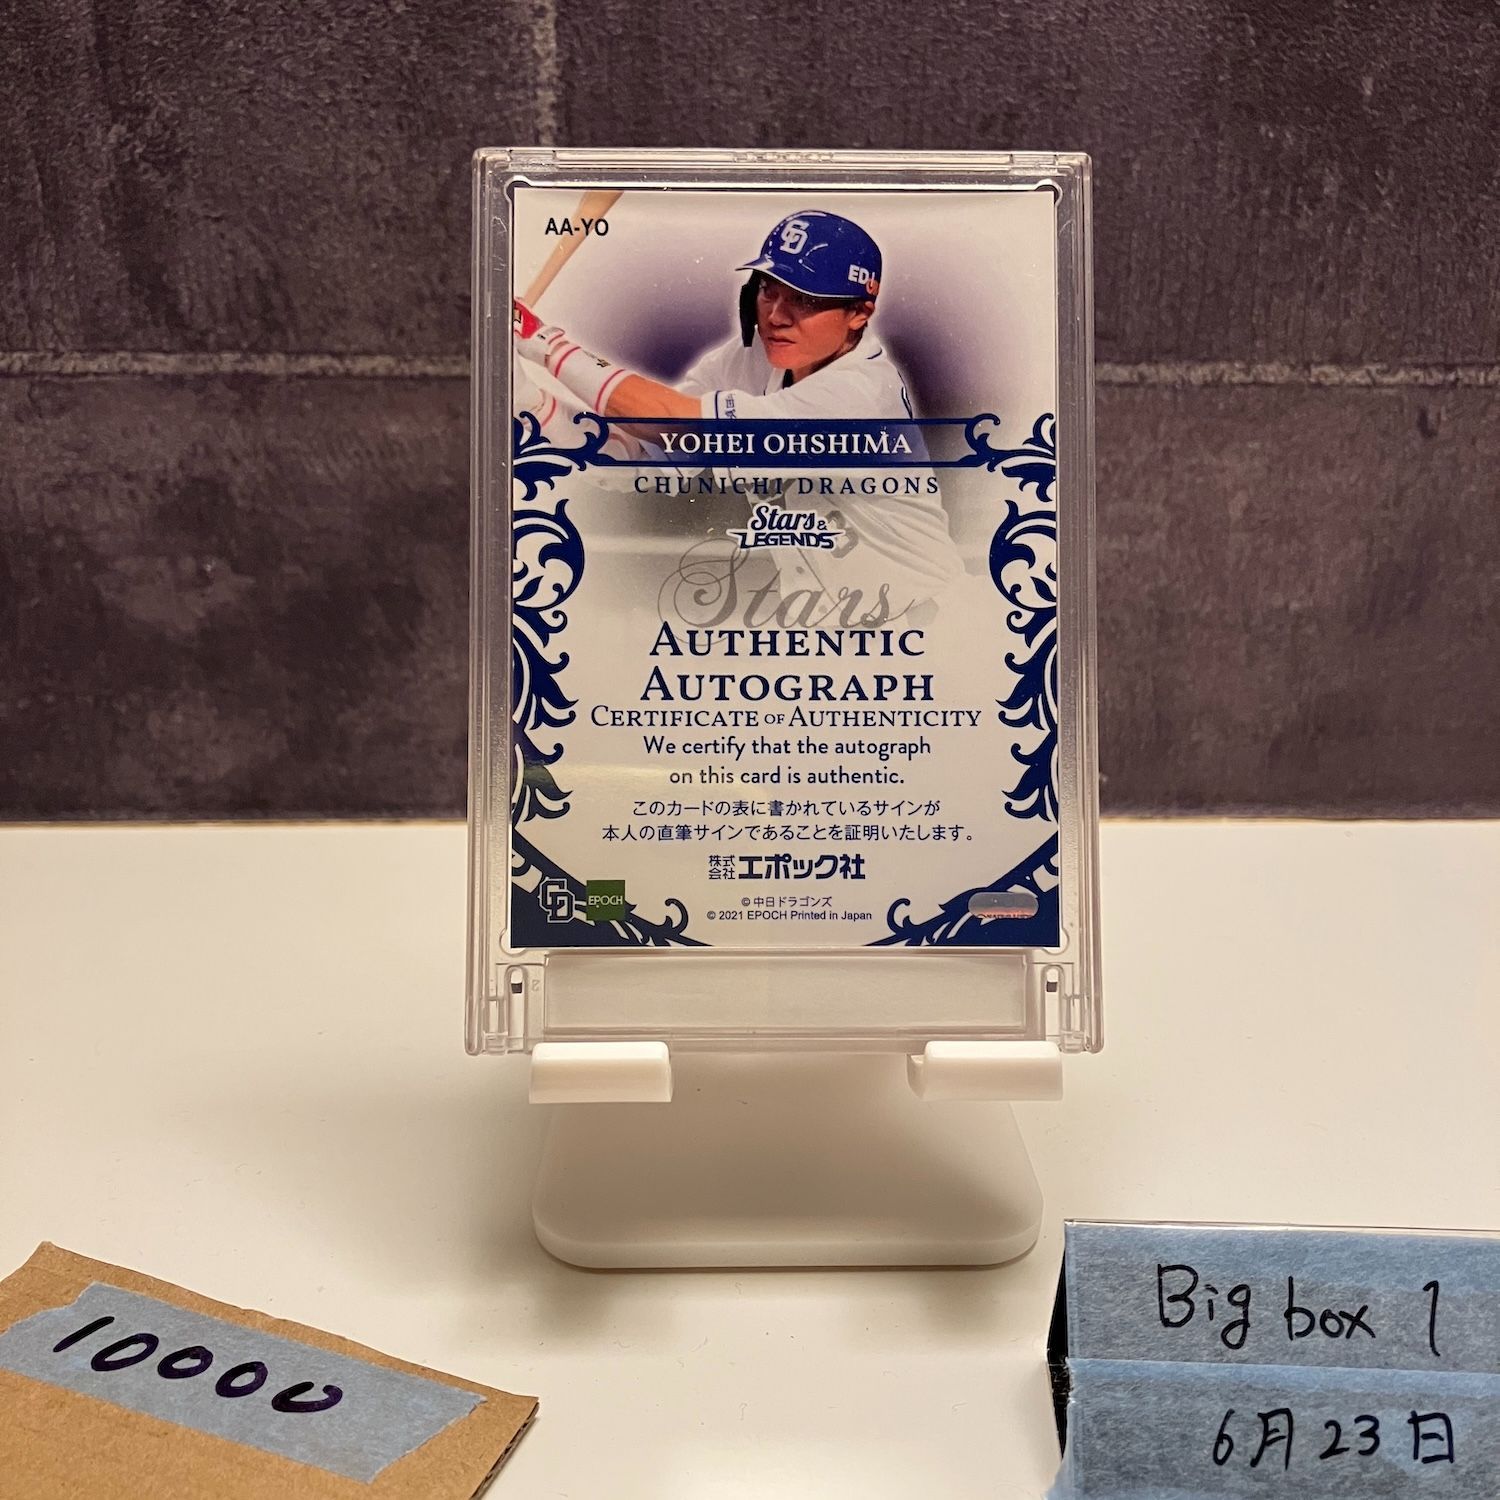 AA-YO
YOHEI OHSHIMA
CHUNICHI DRAGONS
Stars &
LEGENDS
Stars
AUTHENTIC
AUTOGRAPH
CERTIFICATE OF AUTHENTICITY
We certify that the autograph
on this card is authentic.
このカードの表に書かれているサインが
本人の直筆サインであることを証明いたします。
株式会社エポック社
EPOCH
© 中日ドラゴンズ
© 2021 EPOCH Printed in Japan
10000
Big box 1
6月23日